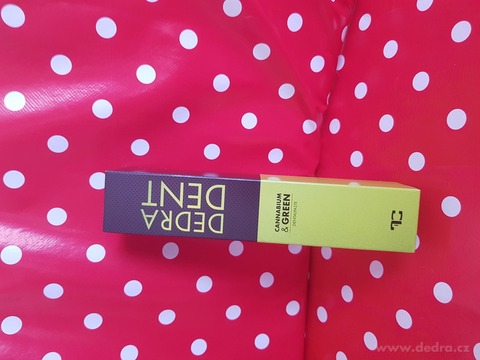 DEDRA
DENT
CANNABIUM
& GREEN
www.dedra.cz